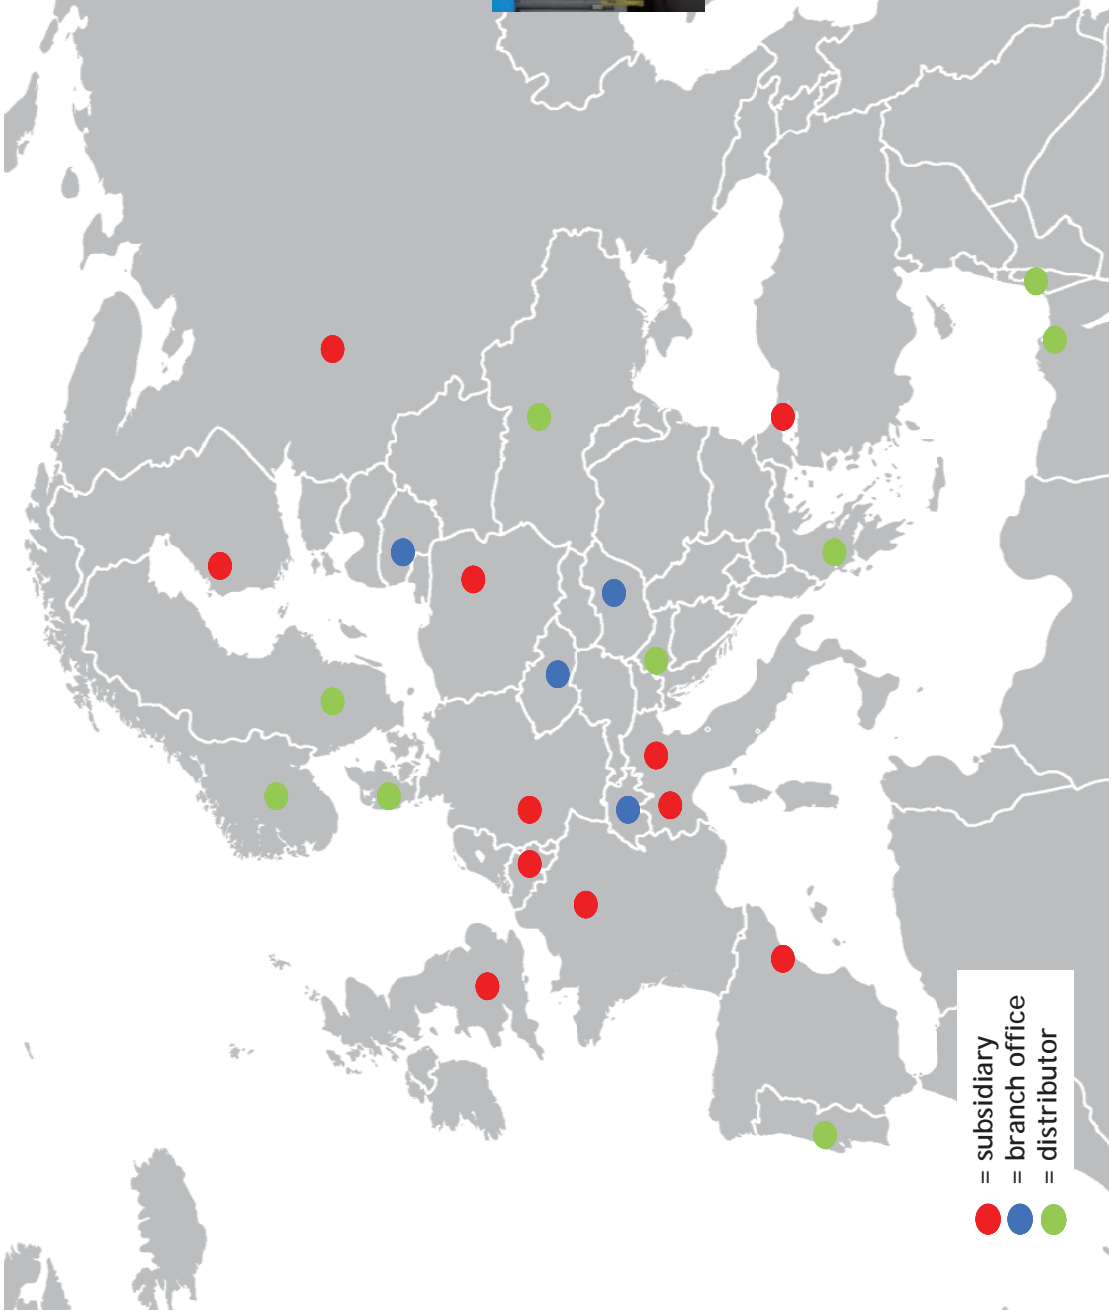 = subsidiary
= branch office
= distributor